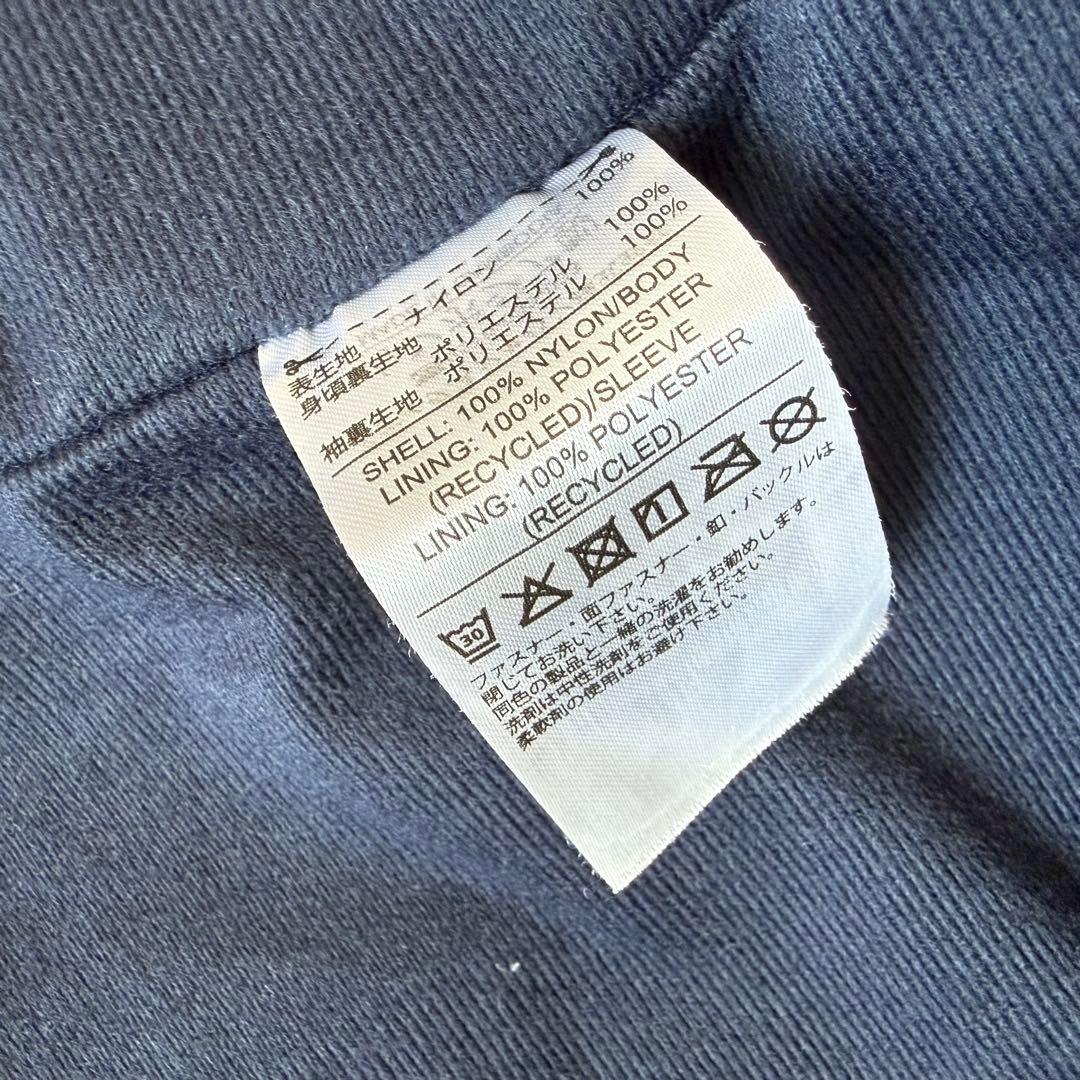 表生地 ナイロン 100%
身頃裏生地 ポリエステル 100%
袖裏生地 ポリエステル 100%
SHELL: 100% NYLON/BODY
LINING: 100% POLYESTER
(RECYCLED)/SLEEVE
LINING: 100% POLYESTER
(RECYCLED)
30
ファスナー・面ファスナー・釦・バックルは
閉じてお洗い下さい。
同色の製品と一緒の洗濯をお勧めします。
洗剤は中性洗剤をご使用ください。
柔軟剤の使用はお避け下さい。